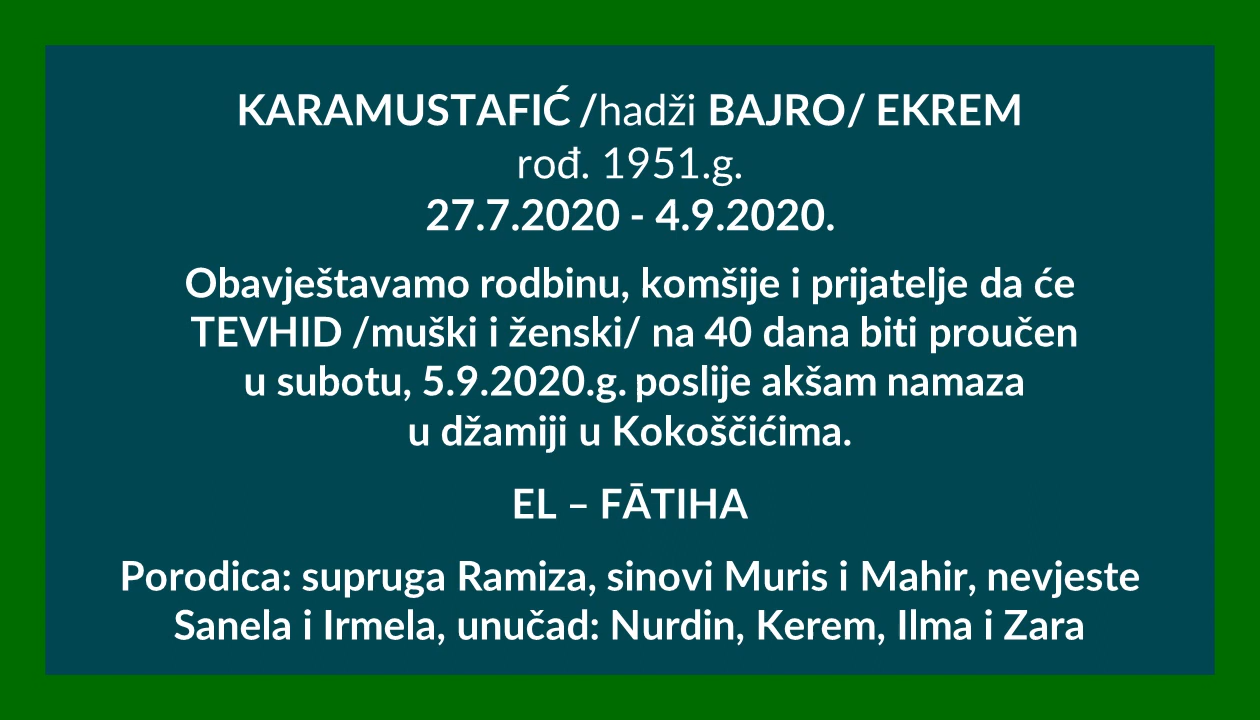 KARAMUSTAFIĆ /hadži BAJRO/ EKREM
rođ. 1951.g.
27.7.2020 - 4.9.2020.
Obavještavamo rodbinu, komšije i prijatelje da će
TEVHID /muški i ženski/ na 40 dana biti proučen
u subotu, 5.9.2020.g. poslije akšam namaza
u džamiji u Kokoščićima.
EL – FĀTIHA
Porodica: supruga Ramiza, sinovi Muris i Mahir, nevjeste
Sanela i Irmela, unučad: Nurdin, Kerem, Ilma i Zara